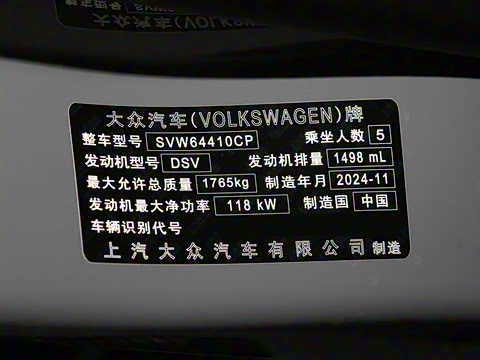 大众汽车(VOLKSWAGEN)牌
整车型号 SVW64410CP 乘坐人数 5
发动机型号 DSV 发动机排量 1498 mL
最大允许总质量 1765kg 制造年月 2024-11
发动机最大净功率 118 kW 制造国 中国
车辆识别代号
上汽大众汽车有限公司 制造